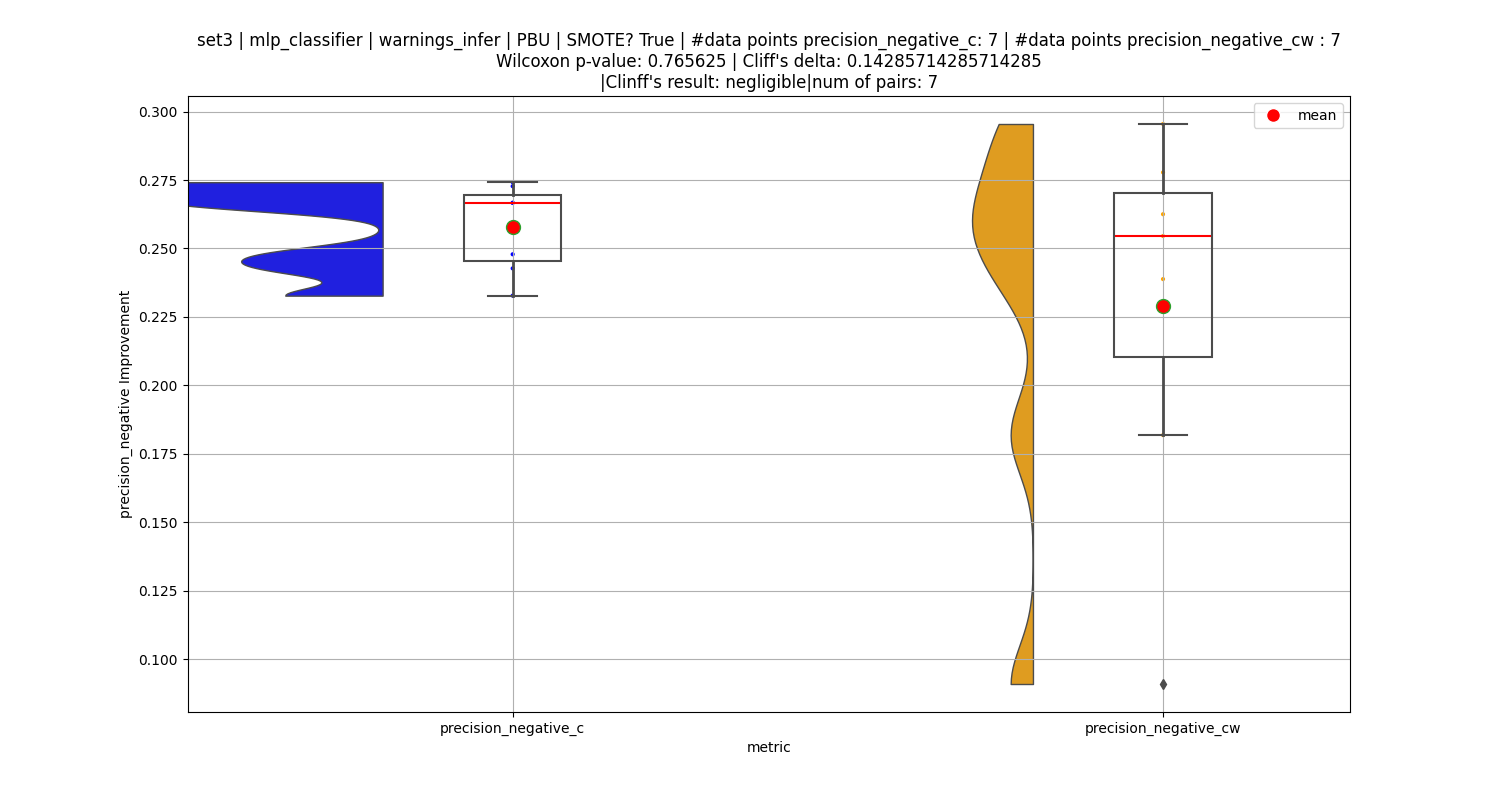 set3 | mlp_classifier | warnings_infer | PBU | SMOTE? True | #data points precision_negative_c: 7 | #data points precision_negative_cw : 7
Wilcoxon p-value: 0.765625 | Cliff's delta: 0.14285714285714285
|Clinff's result: negligible|num of pairs: 7
mean
0.300
0.275
0.250
0.225
0.200
0.175
0.150
0.125
0.100
precision_negative Improvement
precision_negative_c
precision_negative_cw
metric